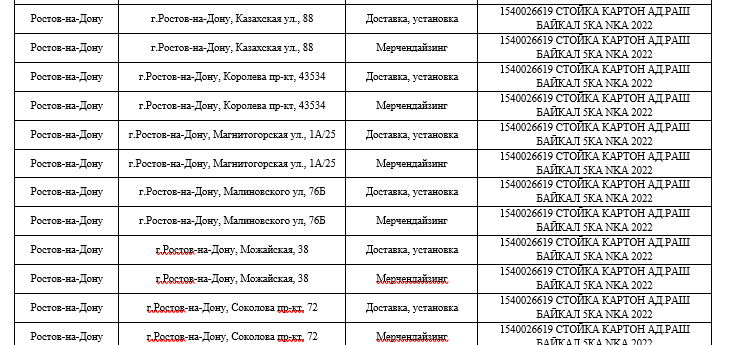 Ростов-на-Дону г.Ростов-на-Дону, Казахская ул., 88 Доставка, установка 1540026619 СТОЙКА КАРТОН АД.РАШ
БАЙКАЛ 5КА NKA 2022
Ростов-на-Дону г.Ростов-на-Дону, Казахская ул., 88 Мерчендайзинг 1540026619 СТОЙКА КАРТОН АД.РАШ
БАЙКАЛ 5КА NKA 2022
Ростов-на-Дону г.Ростов-на-Дону, Королева пр-кт, 43534 Доставка, установка 1540026619 СТОЙКА КАРТОН АД.РАШ
БАЙКАЛ 5КА NKA 2022
Ростов-на-Дону г.Ростов-на-Дону, Королева пр-кт, 43534 Мерчендайзинг 1540026619 СТОЙКА КАРТОН АД.РАШ
БАЙКАЛ 5КА NKA 2022
Ростов-на-Дону г.Ростов-на-Дону, Магнитогорская ул., 1А/25 Доставка, установка 1540026619 СТОЙКА КАРТОН АД.РАШ
БАЙКАЛ 5КА NKA 2022
Ростов-на-Дону г.Ростов-на-Дону, Магнитогорская ул., 1А/25 Мерчендайзинг 1540026619 СТОЙКА КАРТОН АД.РАШ
БАЙКАЛ 5КА NKA 2022
Ростов-на-Дону г.Ростов-на-Дону, Малиновского ул, 76Б Доставка, установка 1540026619 СТОЙКА КАРТОН АД.РАШ
БАЙКАЛ 5КА NKA 2022
Ростов-на-Дону г.Ростов-на-Дону, Малиновского ул, 76Б Мерчендайзинг 1540026619 СТОЙКА КАРТОН АД.РАШ
БАЙКАЛ 5КА NKA 2022
Ростов-на-Дону г.Ростов-на-Дону, Можайская, 38 Доставка, установка 1540026619 СТОЙКА КАРТОН АД.РАШ
БАЙКАЛ 5КА NKA 2022
Ростов-на-Дону г.Ростов-на-Дону, Можайская, 38 Мерчендайзинг 1540026619 СТОЙКА КАРТОН АД.РАШ
БАЙКАЛ 5КА NKA 2022
Ростов-на-Дону г.Ростов-на-Дону, Соколова пр-кт, 72 Доставка, установка 1540026619 СТОЙКА КАРТОН АД.РАШ
БАЙКАЛ 5КА NKA 2022
Ростов-на-Дону г.Ростов-на-Дону, Соколова пр-кт, 72 Мерчендайзинг 1540026619 СТОЙКА КАРТОН АД.РАШ
БАЙКАЛ 5КА NKA 2022